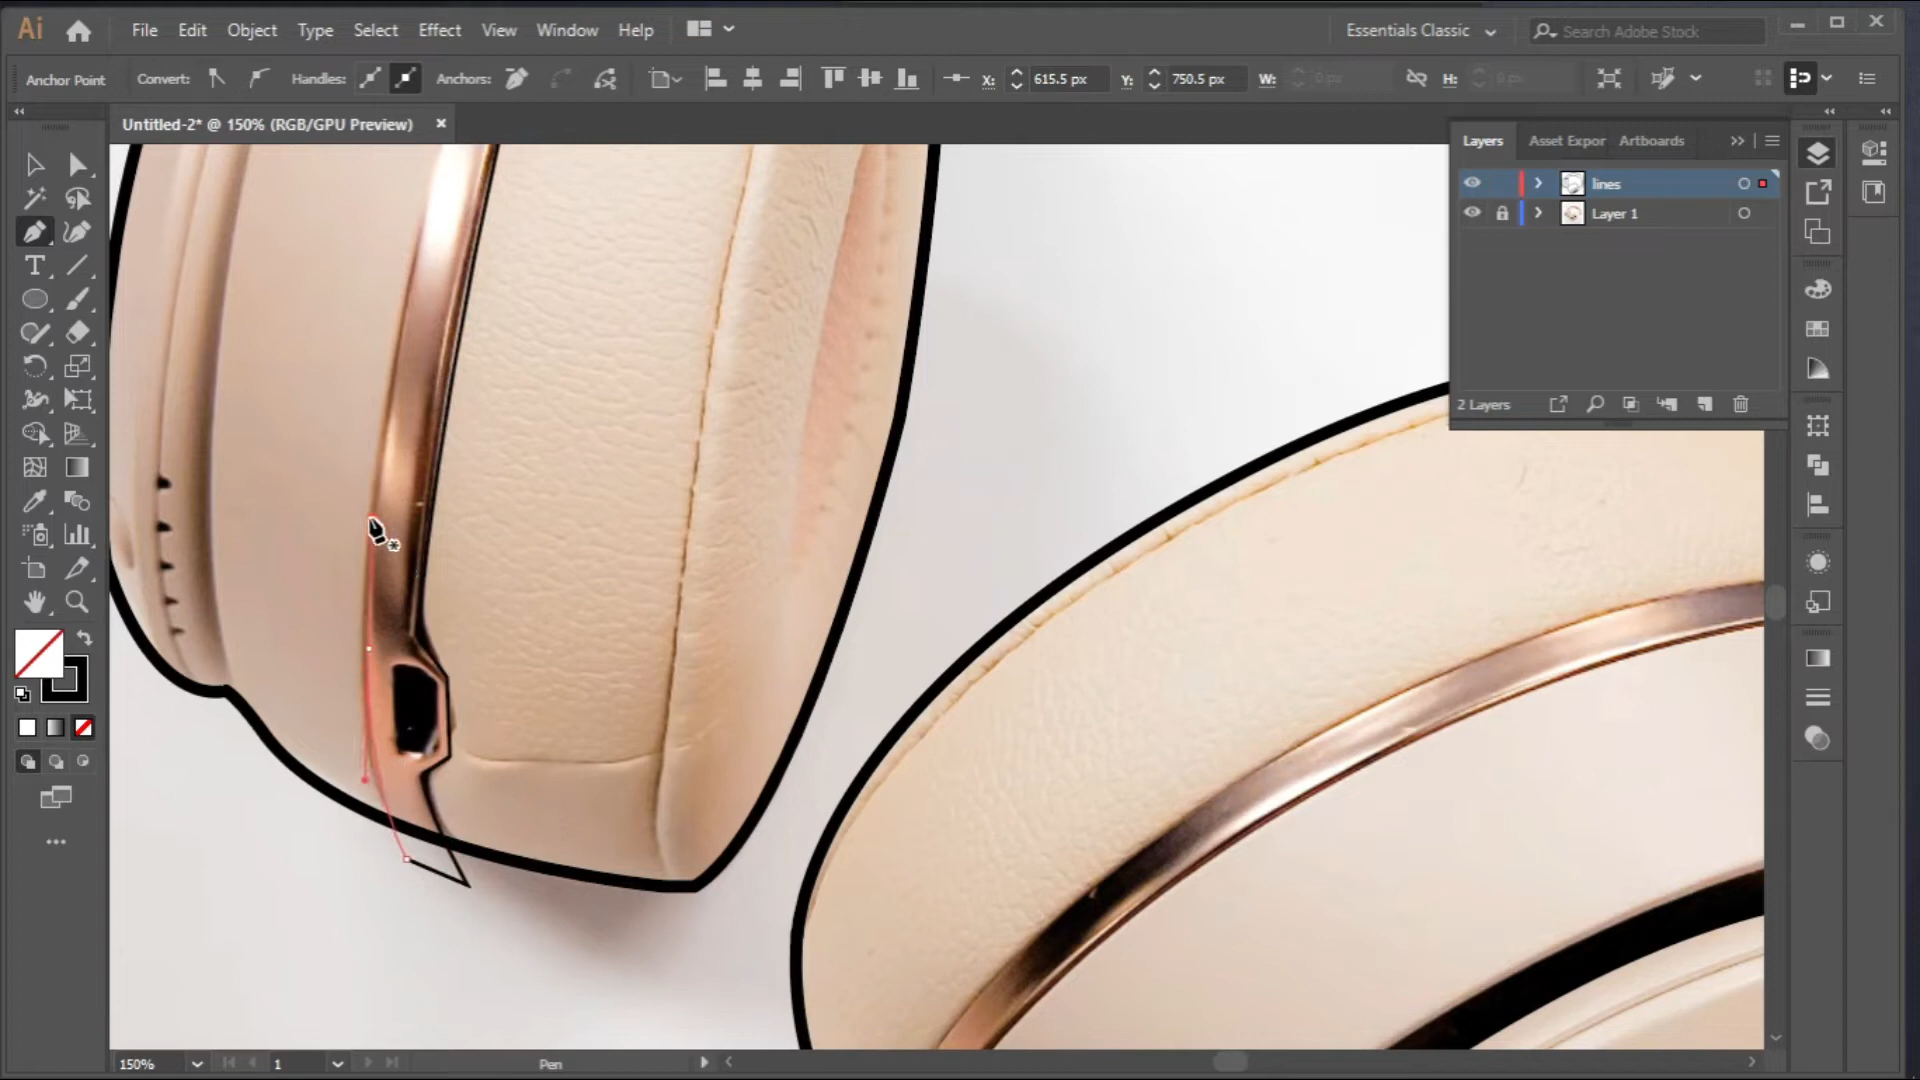 Ai File Edit Object Type Select Effect View Window Help Essentials Classic Search Adobe Stock
Anchor Point Convert: Handles: Anchors: X: 615.5 px Y: 750.5 px W: 0 px H: 0 px
Untitled-2* @ 150% (RGB/GPU Preview)
Layers Asset Expor Artboards
lines
Layer 1
2 Layers
150% 1 Pen